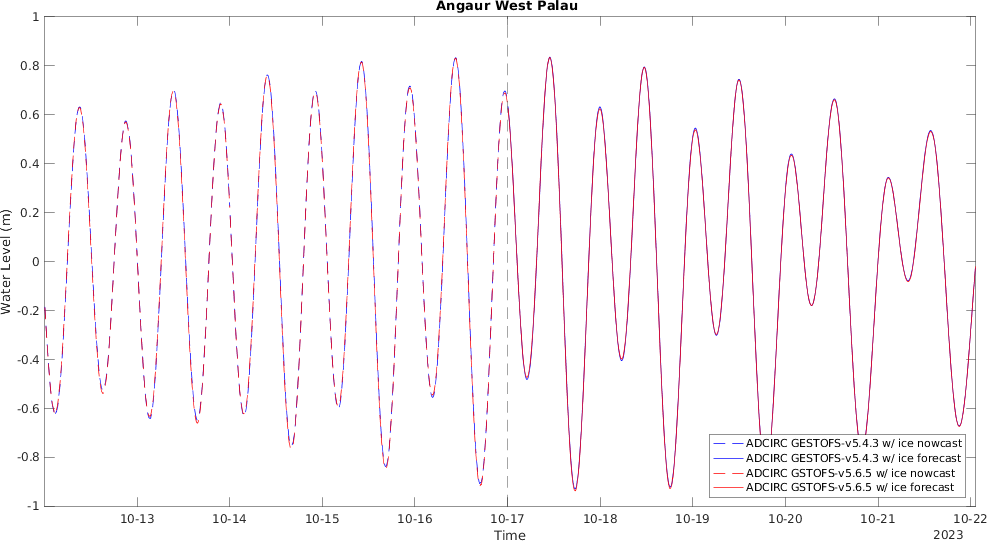 Angaur West Palau
1
0.8
0.6
0.4
0.2
0
-0.2
-0.4
-0.6
-0.8
-1
Water Level (m)
10-13 10-14 10-15 10-16 10-17 10-18 10-19 10-20 10-21 10-22
Time
2023
ADCIRC GESTOFS-v5.4.3 w/ ice nowcast
ADCIRC GESTOFS-v5.4.3 w/ ice forecast
ADCIRC GSTOFS-v5.6.5 w/ ice nowcast
ADCIRC GSTOFS-v5.6.5 w/ ice forecast